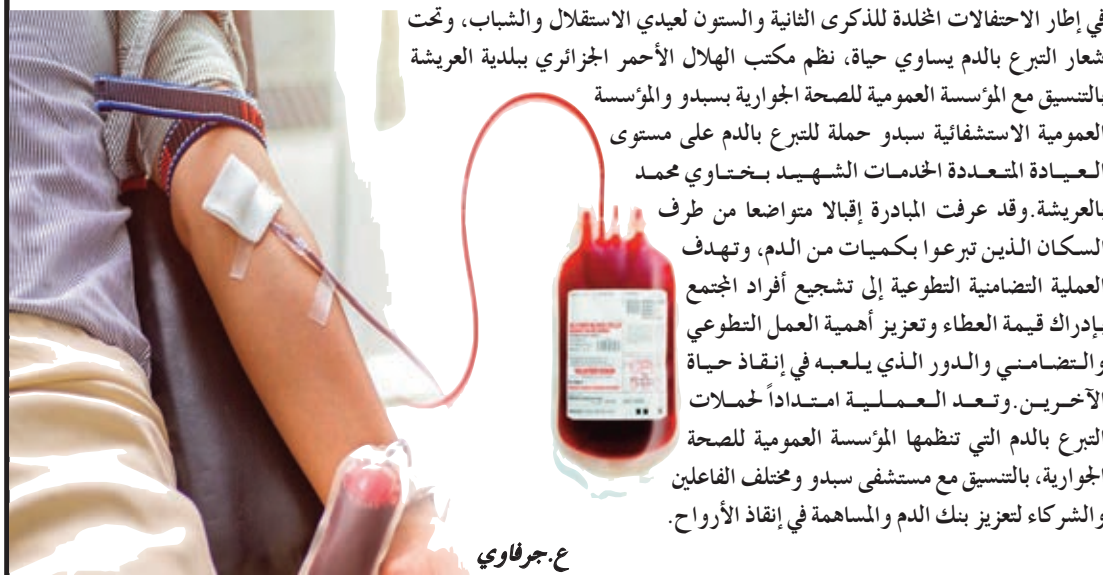 في إطار الاحتفالات المخلدة للذكرى الثانية والستون لعيدي الاستقلال والشباب، وتحت
شعار التبرع بالدم يساوي حياة، نظم مكتب الهلال الأحمر الجزائري ببلدية العريشة
بالتنسيق مع المؤسسة العمومية للصحة الجوارية بسبدو والمؤسسة
العمومية الاستشفائية سبدو حملة للتبرع بالدم على مستوى
العيادة المتعددة الخدمات الشهيد بختاوي محمد
بالعريشة.وقد عرفت المبادرة إقبالا متواضعا من طرف
السكان الذين تبرعوا بكميات من الدم، وتهدف
العملية التضامنية التطوعية إلى تشجيع أفراد المجتمع
بإدراك قيمة العطاء وتعزيز أهمية العمل التطوعي
والتضامني والدور الذي يلعبه في إنقاذ حياة
الآخرين.وتعد العملية امتداداً لحملات
التبرع بالدم التي تنظمها المؤسسة العمومية للصحة
الجوارية، بالتنسيق مع مستشفى سبدو ومختلف الفاعلين
والشركاء لتعزيز بنك الدم والمساهمة في إنقاذ الأرواح.
ع.جرفاوي